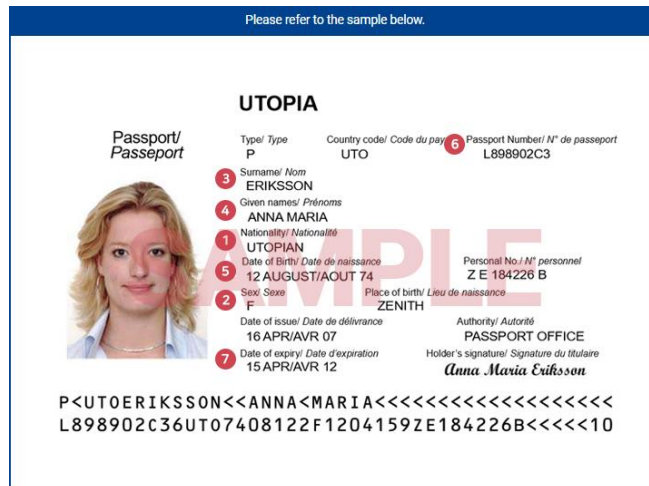 Please refer to the sample below.
UTOPIA
Passport/ Passeport
Type/ Type Country code/ Code du pay 6 Passport Number/ N° de passeport
P UTO L898902C3
3 Surname/ Nom
ERIKSSON
4 Given names/ Prénoms
ANNA MARIA
1 Nationality/ Nationalité
UTOPIAN
5 Date of Birth/ Date de naissance Personal No./ N° personnel
12 AUGUST/AOUT 74 Z E 184226 B
2 Sex/ Sexe Place of birth/ Lieu de naissance
F ZENITH
Date of issue/ Date de délivrance Authority/ Autorité
16 APR/AVR 07 PASSPORT OFFICE
7 Date of expiry/ Date d'expiration Holder's signature/ Signature du titulaire
15 APR/AVR 12 Anna Maria Eriksson
SAMPLE
P<UTOERIKSSON<<ANNA<MARIA<<<<<<<<<<<<<<<<<<<
L898902C36UTO7408122F1204159ZE184226B<<<<<10